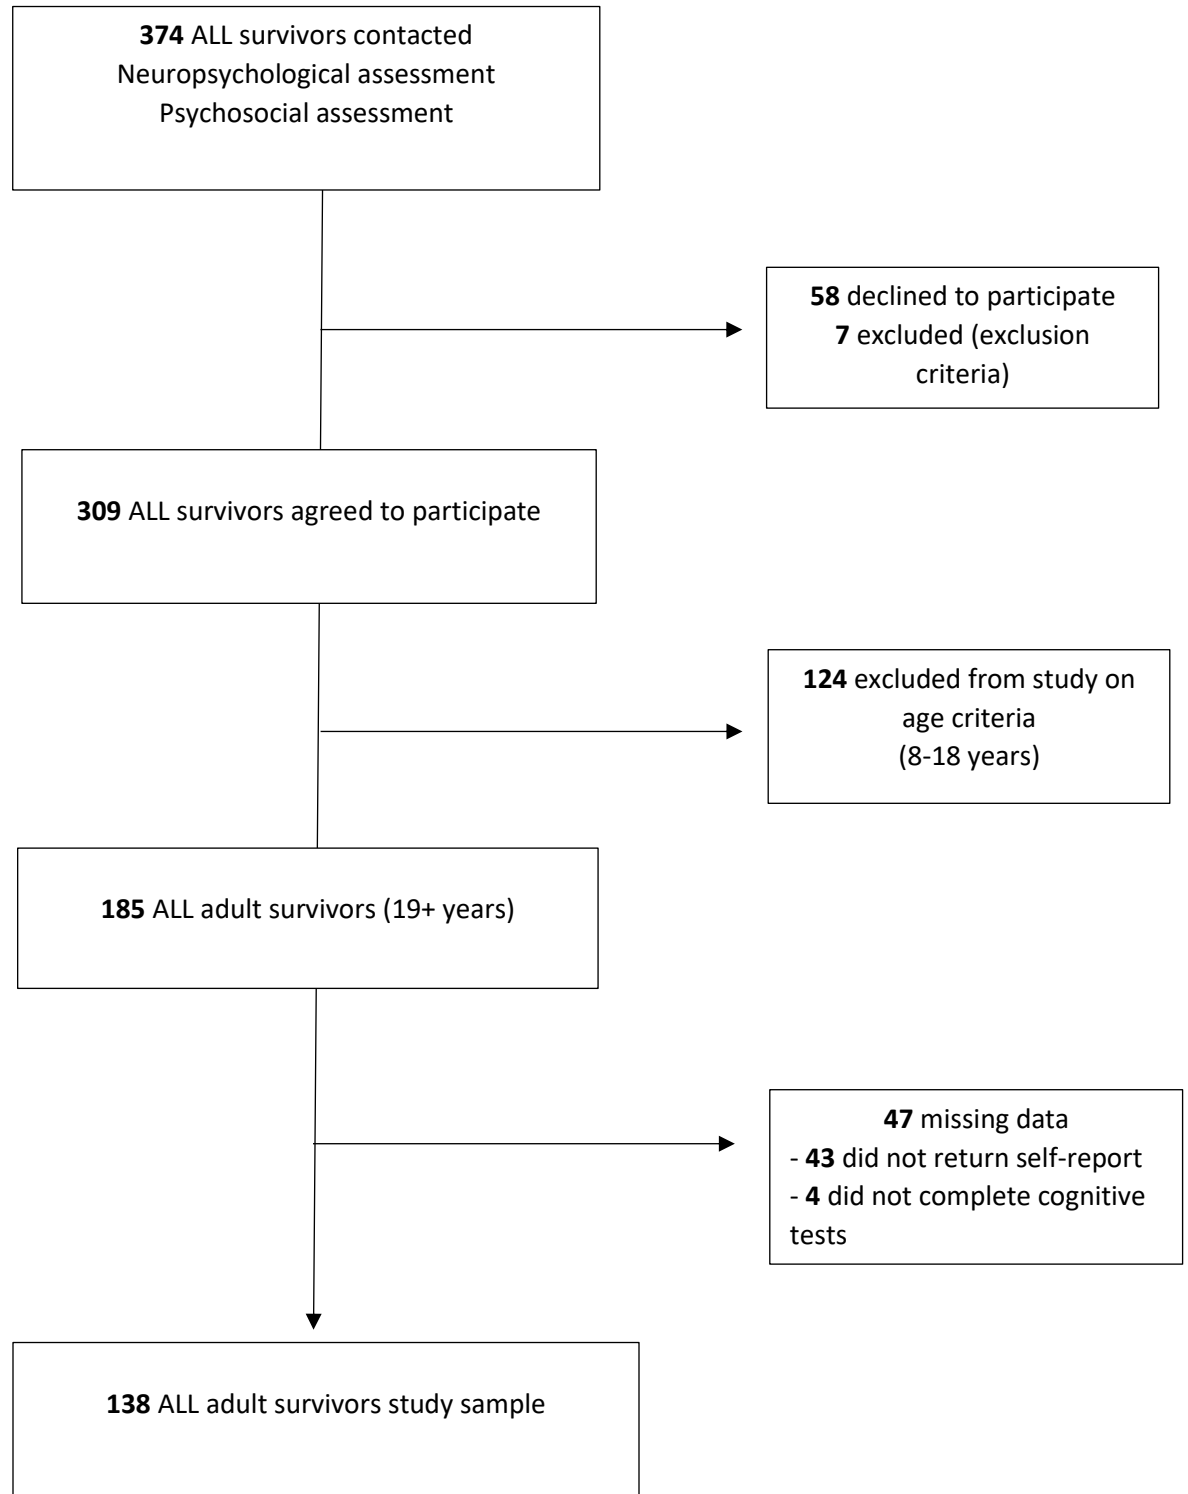 374 ALL survivors contacted
Neuropsychological assessment
Psychosocial assessment
58 declined to participate
7 excluded (exclusion
criteria)
309 ALL survivors agreed to participate
124 excluded from study on
age criteria
(8-18 years)
185 ALL adult survivors (19+ years)
47 missing data
- 43 did not return self-report
- 4 did not complete cognitive
tests
138 ALL adult survivors study sample